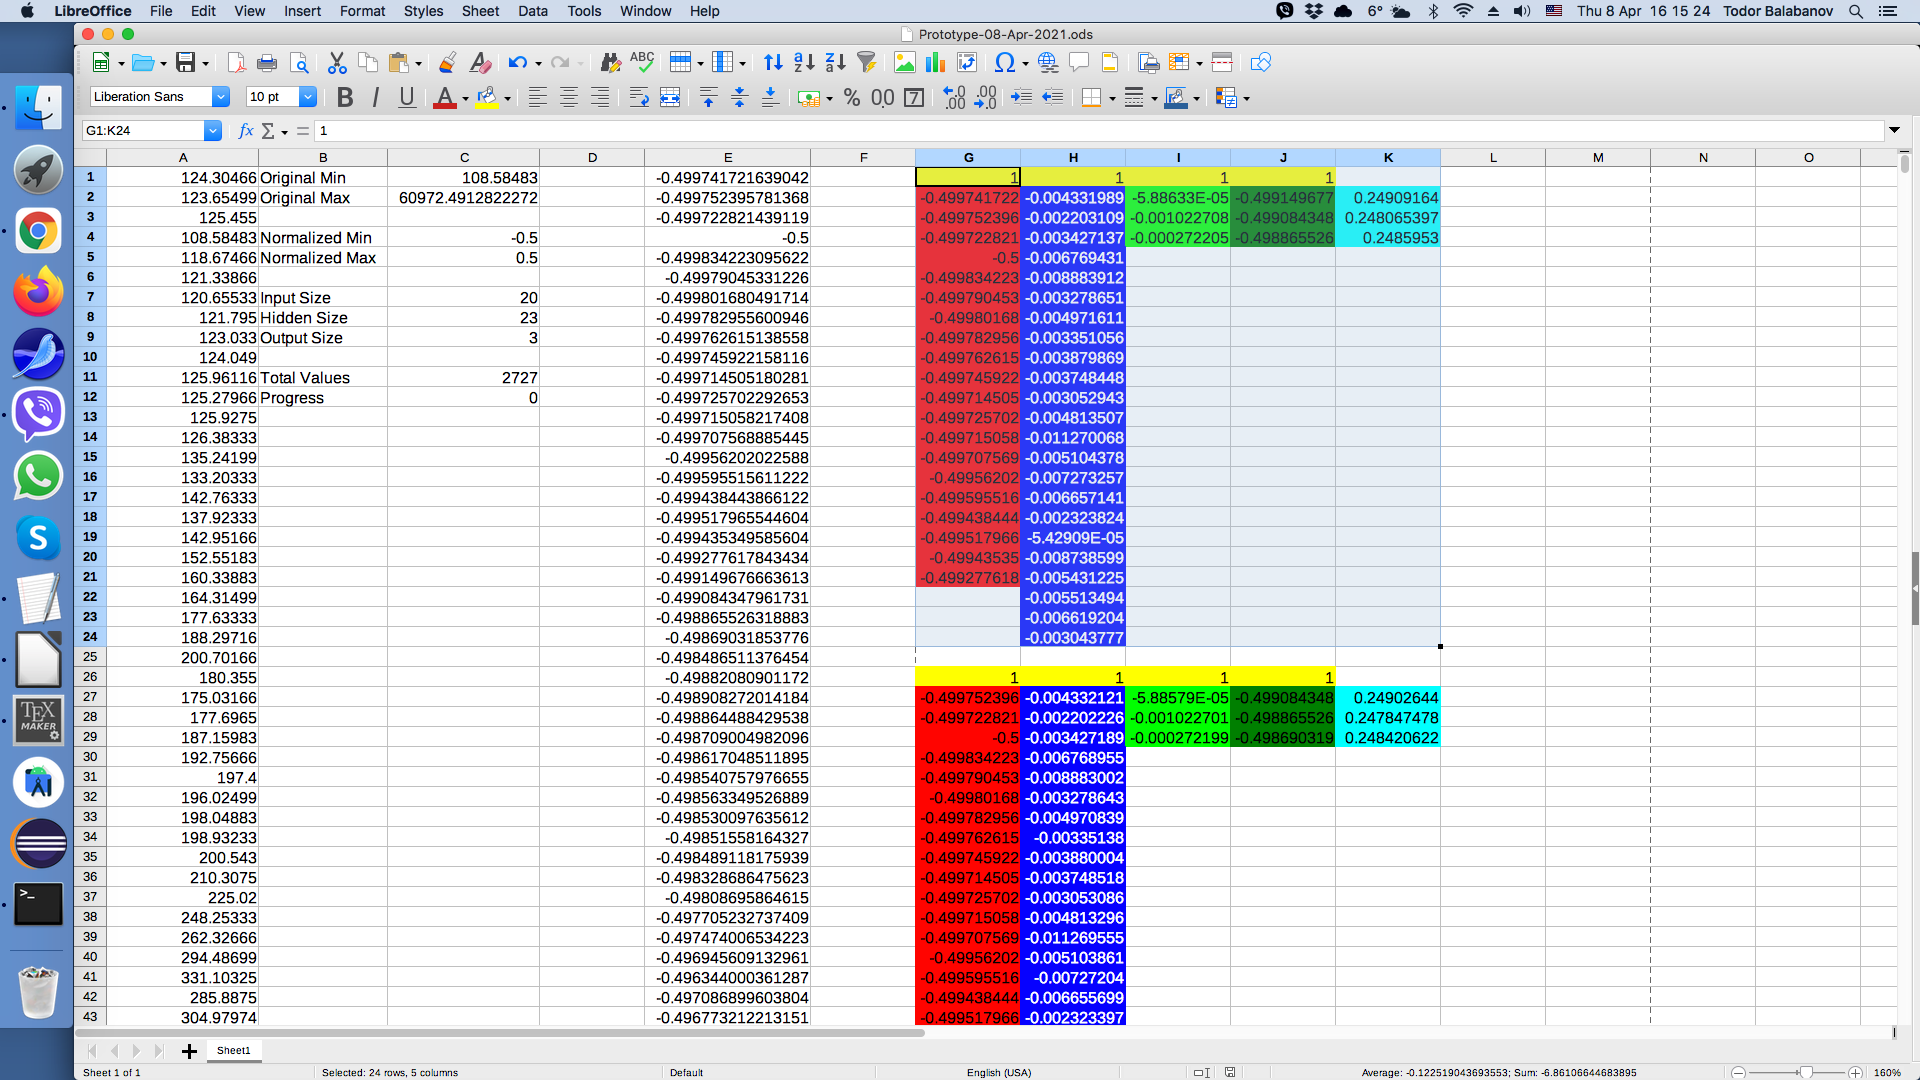 LibreOffice File Edit View Insert Format Styles Sheet Data Tools Window Help 6° Thu 8 Apr 16 15 24 Todor Balabanov
Prototype-08-Apr-2021.ods
Liberation Sans 10 pt
G1:K24 1
A B C D E F G H I J K L M N O
1 124.30466 Original Min 108.58483 -0.499741721639042 1 1 1 1
2 123.65499 Original Max 60972.4912822272 -0.499752395781368 -0.499741722 -0.004331989 -5.88633E-05 -0.499149677 0.24909164
3 125.455 -0.499722821439119 -0.499752396 -0.002203109 -0.001022708 -0.499084348 0.248065397
4 108.58483 Normalized Min -0.5 -0.5 -0.499722821 -0.003427137 -0.000272205 -0.498865526 0.2485953
5 118.67466 Normalized Max 0.5 -0.499834223095622 -0.5 -0.006769431
6 121.33866 -0.49979045331226 -0.499834223 -0.008883912
7 120.65533 Input Size 20 -0.499801680491714 -0.499790453 -0.003278651
8 121.795 Hidden Size 23 -0.499782955600946 -0.49980168 -0.004971611
9 123.033 Output Size 3 -0.499762615138558 -0.499782956 -0.003351056
10 124.049 -0.499745922158116 -0.499762615 -0.003879869
11 125.96116 Total Values 2727 -0.499714505180281 -0.499745922 -0.003748448
12 125.27966 Progress 0 -0.499725702292653 -0.499714505 -0.003052943
13 125.9275 -0.499715058217408 -0.499725702 -0.004813507
14 126.38333 -0.499707568885445 -0.499715058 -0.011270068
15 135.24199 -0.499562022588 -0.499707569 -0.005104378
16 133.20333 -0.499595515611222 -0.49956202 -0.007273257
17 142.76333 -0.499438443866122 -0.499595516 -0.006657141
18 137.92333 -0.499517965544604 -0.499438444 -0.002323824
19 142.95166 -0.499435349585604 -0.499517966 -5.42909E-05
20 152.55183 -0.499277617843434 -0.49943535 -0.008738599
21 160.33883 -0.499149676663613 -0.499277618 -0.005431225
22 164.31499 -0.499084347961731 -0.005513494
23 177.63333 -0.498865526318883 -0.006619204
24 188.29716 -0.49869031853776 -0.003043777
25 200.70166 -0.498486511376454
26 180.355 -0.49882080901172 1 1 1 1
27 175.03166 -0.498908272014184 -0.499752396 -0.004332121 -5.88579E-05 -0.499084348 0.24902644
28 177.6965 -0.498864488429538 -0.499722821 -0.002202226 -0.001022701 -0.498865526 0.247847478
29 187.15983 -0.498709004982096 -0.5 -0.003427189 -0.000272199 -0.498690319 0.248420622
30 192.75666 -0.498617048511895 -0.499834223 -0.006768955
31 197.4 -0.498540757976655 -0.499790453 -0.008883002
32 196.02499 -0.498563349526889 -0.49980168 -0.003278643
33 198.04883 -0.498530097635612 -0.499782956 -0.004970839
34 198.93233 -0.49851558164327 -0.499762615 -0.00335138
35 200.543 -0.498489118175939 -0.499745922 -0.003880004
36 210.3075 -0.498328686475623 -0.499714505 -0.003748518
37 225.02 -0.49808695864615 -0.499725702 -0.003053086
38 248.25333 -0.497705232737409 -0.499715058 -0.004813296
39 262.32666 -0.497474006534223 -0.499707569 -0.011269555
40 294.48699 -0.496945609132961 -0.49956202 -0.005103861
41 331.10325 -0.496344000361287 -0.499595516 -0.00727204
42 285.8875 -0.497086899603804 -0.499438444 -0.006655699
43 304.97974 -0.496773212213151 -0.499517966 -0.002323397
Sheet1
Sheet 1 of 1 Selected: 24 rows, 5 columns Default English (USA) Average: -0.122519043693553; Sum: -6.86106644683895 160%